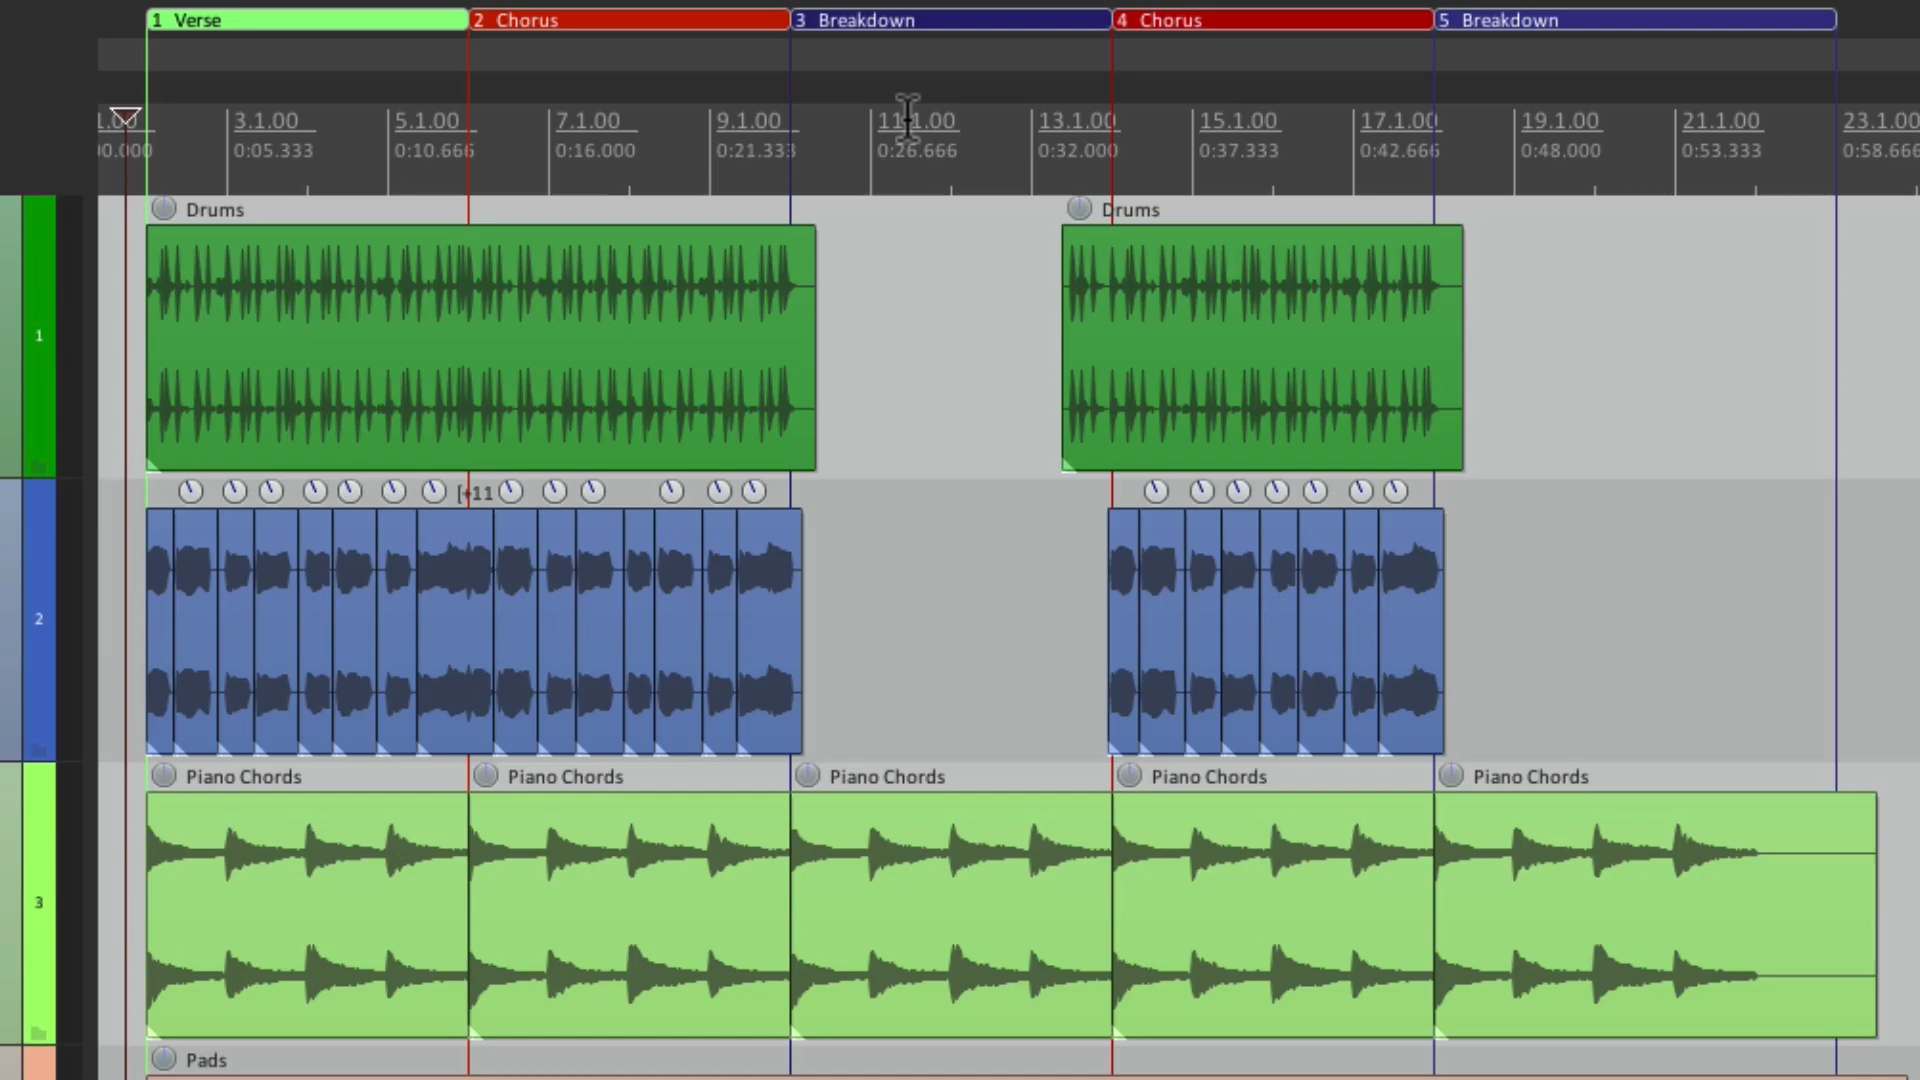 1 Verse 2 Chorus 3 Breakdown 4 Chorus 5 Breakdown
1.00 3.1.00 5.1.00 7.1.00 9.1.00 11.1.00 13.1.00 15.1.00 17.1.00 19.1.00 21.1.00 23.1.00
00.000 0:05.333 0:10.666 0:16.000 0:21.333 0:26.666 0:32.000 0:37.333 0:42.666 0:48.000 0:53.333 0:58.666
Drums Drums
1
[+11
2
Piano Chords Piano Chords Piano Chords Piano Chords Piano Chords
3
Pads